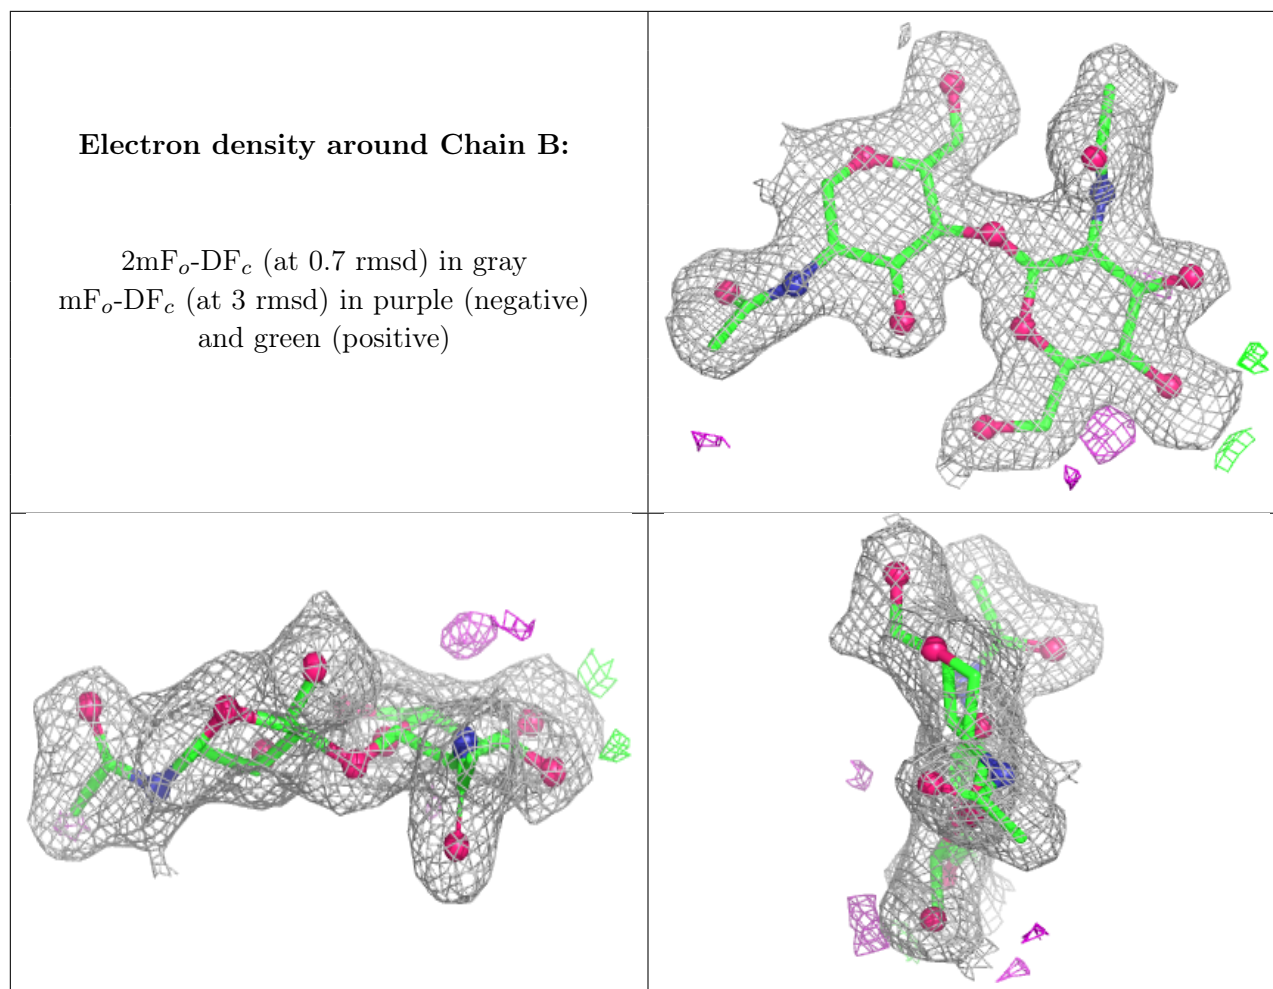 Electron density around Chain B:
2mFo-DFc (at 0.7 rmsd) in gray
mFo-DFc (at 3 rmsd) in purple (negative)
and green (positive)